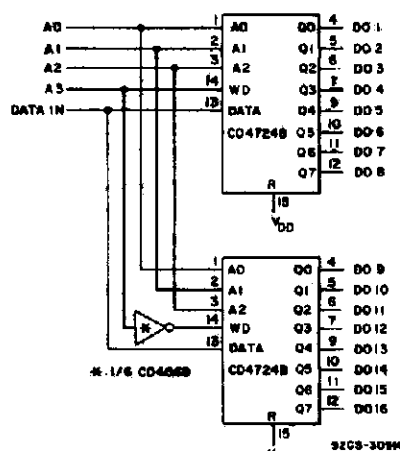 A0 1 A0 Q0 4 DO 1
A1 2 A1 Q1 5 DO 2
A2 3 A2 Q2 6 DO 3
A3 14 WD Q3 7 DO 4
DATA IN 13 DATA Q4 9 DO 5
CD4724B Q5 10 DO 6
Q6 11 DO 7
Q7 12 DO 8
R
VDD
1 A0 Q0 4 DO 9
2 A1 Q1 5 DO 10
A2 Q2 6 DO 11
14 WD Q3 7 DO 12
13 DATA Q4 9 DO 13
* 1/6 CD4724B Q5 10 DO 14
Q6 11 DO 15
Q7 12 DO 16
R
15